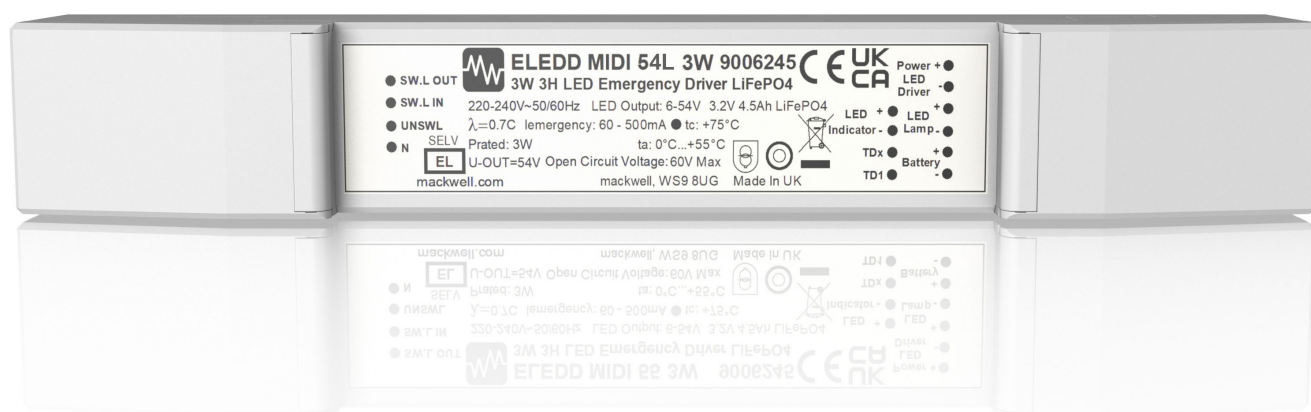 SW.L OUT
SW.L IN
UNSWL
N
MW
ELEDD MIDI 54L 3W 9006245
3W 3H LED Emergency Driver LiFePO4
220-240V~50/60Hz LED Output: 6-54V 3.2V 4.5Ah LiFePO4
λ=0.7C Iemergency: 60 - 500mA ● tc: +75°C
SELV Prated: 3W ta: 0°C...+55°C
EL U-OUT=54V Open Circuit Voltage: 60V Max
mackwell.com mackwell, WS9 8UG Made In UK
CE UK CA
Power +
LED
Driver -
LED + LED +
Indicator - Lamp -
TDx +
Battery
TD1 -